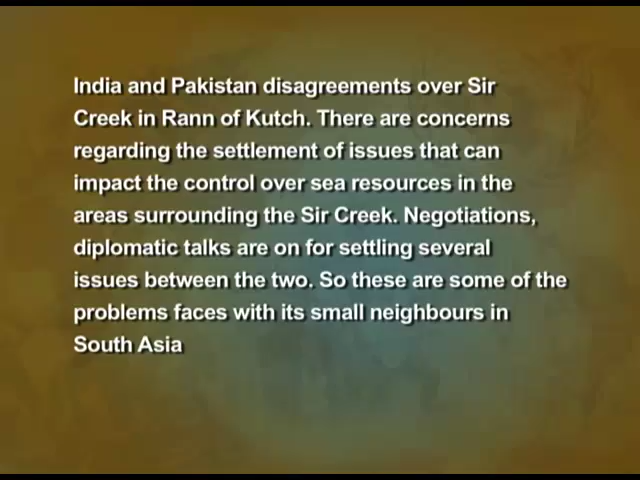 India and Pakistan disagreements over Sir
Creek in Rann of Kutch. There are concerns
regarding the settlement of issues that can
impact the control over sea resources in the
areas surrounding the Sir Creek. Negotiations,
diplomatic talks are on for settling several
issues between the two. So these are some of the
problems faces with its small neighbours in
South Asia